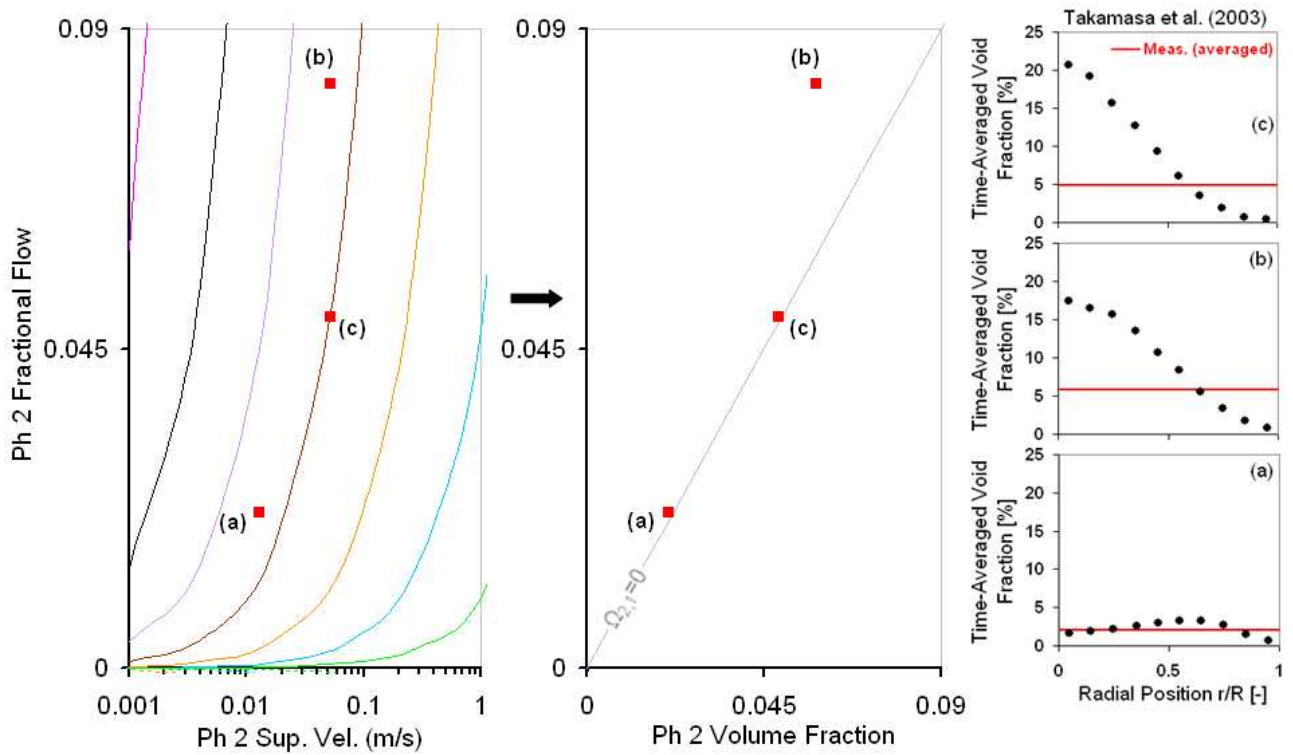 0.09
(b)
Ph 2 Fractional Flow
0.045
(c)
(a)
0
0.001
0.01
0.1
1
Ph 2 Sup. Vel. (m/s)
0.09
(b)
0.045
(c)
(a)
Ω2,1=0
0
0
0.045
0.09
Ph 2 Volume Fraction
Takamasa et al. (2003)
Time-Averaged Void
Fraction [%]
25
20
15
10
5
0
Meas. (averaged)
(c)
Time-Averaged Void
Fraction [%]
25
20
15
10
5
0
(b)
Time-Averaged Void
Fraction [%]
25
20
15
10
5
0
(a)
0
0.5
1
Radial Position r/R [-]